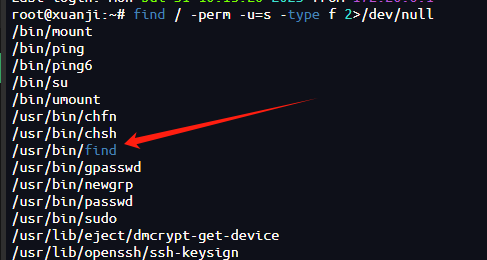 root@xuanji:~# find / -perm -u=s -type f 2>/dev/null
/bin/mount
/bin/ping
/bin/ping6
/bin/su
/bin/umount
/usr/bin/chfn
/usr/bin/chsh
/usr/bin/find
/usr/bin/gpasswd
/usr/bin/newgrp
/usr/bin/passwd
/usr/bin/sudo
/usr/lib/eject/dmcrypt-get-device
/usr/lib/openssh/ssh-keysign